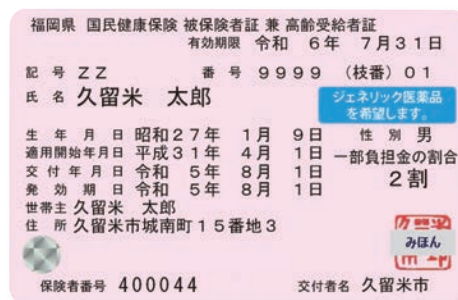 福岡県 国民健康保険 被保険者証 兼 高齢受給者証
有効期限 令和 6年 7月31日
記 号 ZZ 番 号 9999 (枝番) 01
氏 名 久留米 太郎
ジェネリック医薬品
を希望します。
生 年 月 日 昭和27年 1月 9日 性 別 男
適用開始年月日 平成31年 4月 1日 一部負担金の割合
交 付 年 月 日 令和 5年 8月 1日 2割
発 効 期 日 令和 5年 8月 1日
世帯主 久留米 太郎
住 所 久留米市城南町15番地3
みほん
保険者番号 400044 交付者名 久留米市